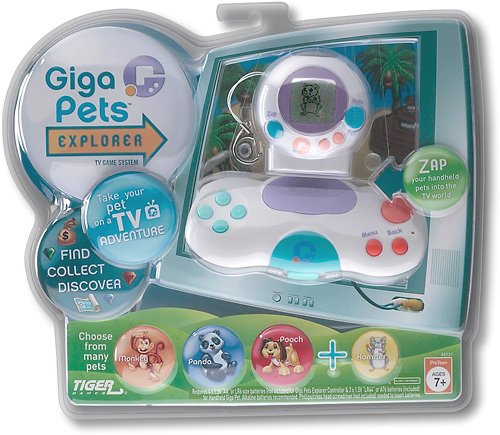 Giga
Pets™
EXPLORER
TV GAME SYSTEM
Take your
pet
on a TV
ADVENTURE
FIND
COLLECT
DISCOVER
Zap
ZAP
your handheld
pets into the
TV world
Menu Back
Choose
from
many
pets
Monkey
Panda
Pooch
+
Hamster
TIGER
GAMES
AGES
7+